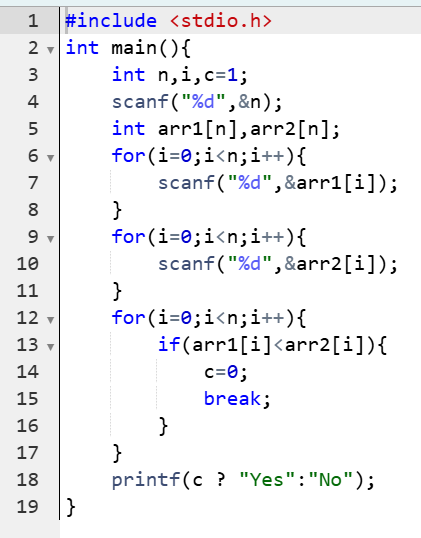 1 #include <stdio.h>
2 int main(){
3     int n,i,c=1;
4     scanf("%d",&n);
5     int arr1[n],arr2[n];
6     for(i=0;i<n;i++){
7         scanf("%d",&arr1[i]);
8     }
9     for(i=0;i<n;i++){
10         scanf("%d",&arr2[i]);
11     }
12     for(i=0;i<n;i++){
13         if(arr1[i]<arr2[i]){
14             c=0;
15             break;
16         }
17     }
18     printf(c ? "Yes":"No");
19 }